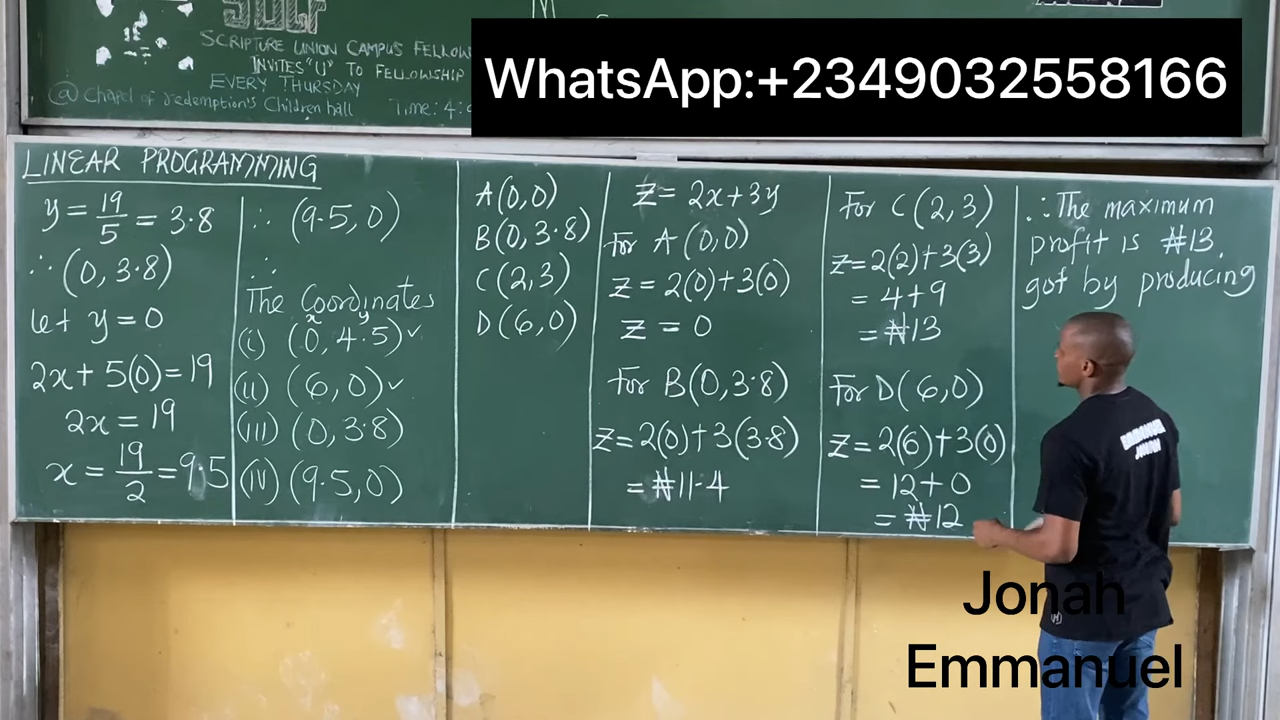 SCRIPTURE UNION CAMPUS FELLOW
INVITES "U" TO FELLOWSHIP
EVERY THURSDAY
@ Chapel of redemption's Children hall Time: 4:
WhatsApp:+2349032558166
LINEAR PROGRAMMING
y = 19/5 = 3.8
∴ (0, 3.8)
let y = 0
2x + 5(0) = 19
2x = 19
x = 19/2 = 9.5
∴ (9.5, 0)
∴
The Coordinates
x y
(i) (0, 4.5) ✓
(ii) (6, 0) ✓
(iii) (0, 3.8)
(iv) (9.5, 0)
A(0,0)
B(0, 3.8)
C(2,3)
D(6,0)
Z = 2x + 3y
For A(0,0)
Z = 2(0) + 3(0)
Z = 0
For B(0,3.8)
Z = 2(0) + 3(3.8)
= ₦11.4
For C(2,3)
Z = 2(2) + 3(3)
= 4 + 9
= ₦13
For D(6,0)
Z = 2(6) + 3(0)
= 12 + 0
= ₦12
∴ The maximum
profit is ₦13.
got by producing
JONAH
Jonah
Emmanuel